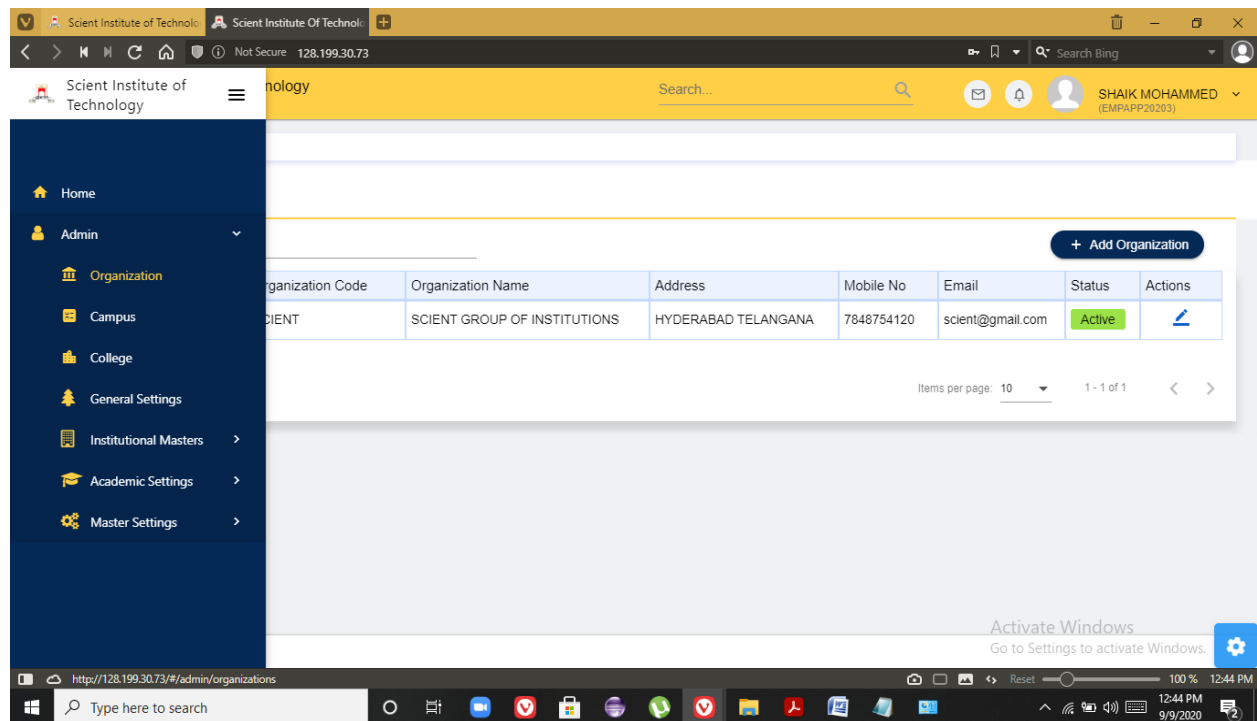 Scient Institute of Technolo
Scient Institute Of Technolo
Not Secure 128.199.30.73
Search Bing
Scient Institute of
Technology
nology
Search...
SHAIK MOHAMMED
(EMPAPP20203)
Home
Admin
Organization
Campus
College
General Settings
Institutional Masters
Academic Settings
Master Settings
+ Add Organization
rganization Code Organization Name Address Mobile No Email Status Actions
CIENT SCIENT GROUP OF INSTITUTIONS HYDERABAD TELANGANA 7848754120 scient@gmail.com Active
Items per page: 10 1 - 1 of 1
Activate Windows
Go to Settings to activate Windows.
http://128.199.30.73/#/admin/organizations
Reset 100 % 12:44 PM
Type here to search
12:44 PM
9/9/2020
2